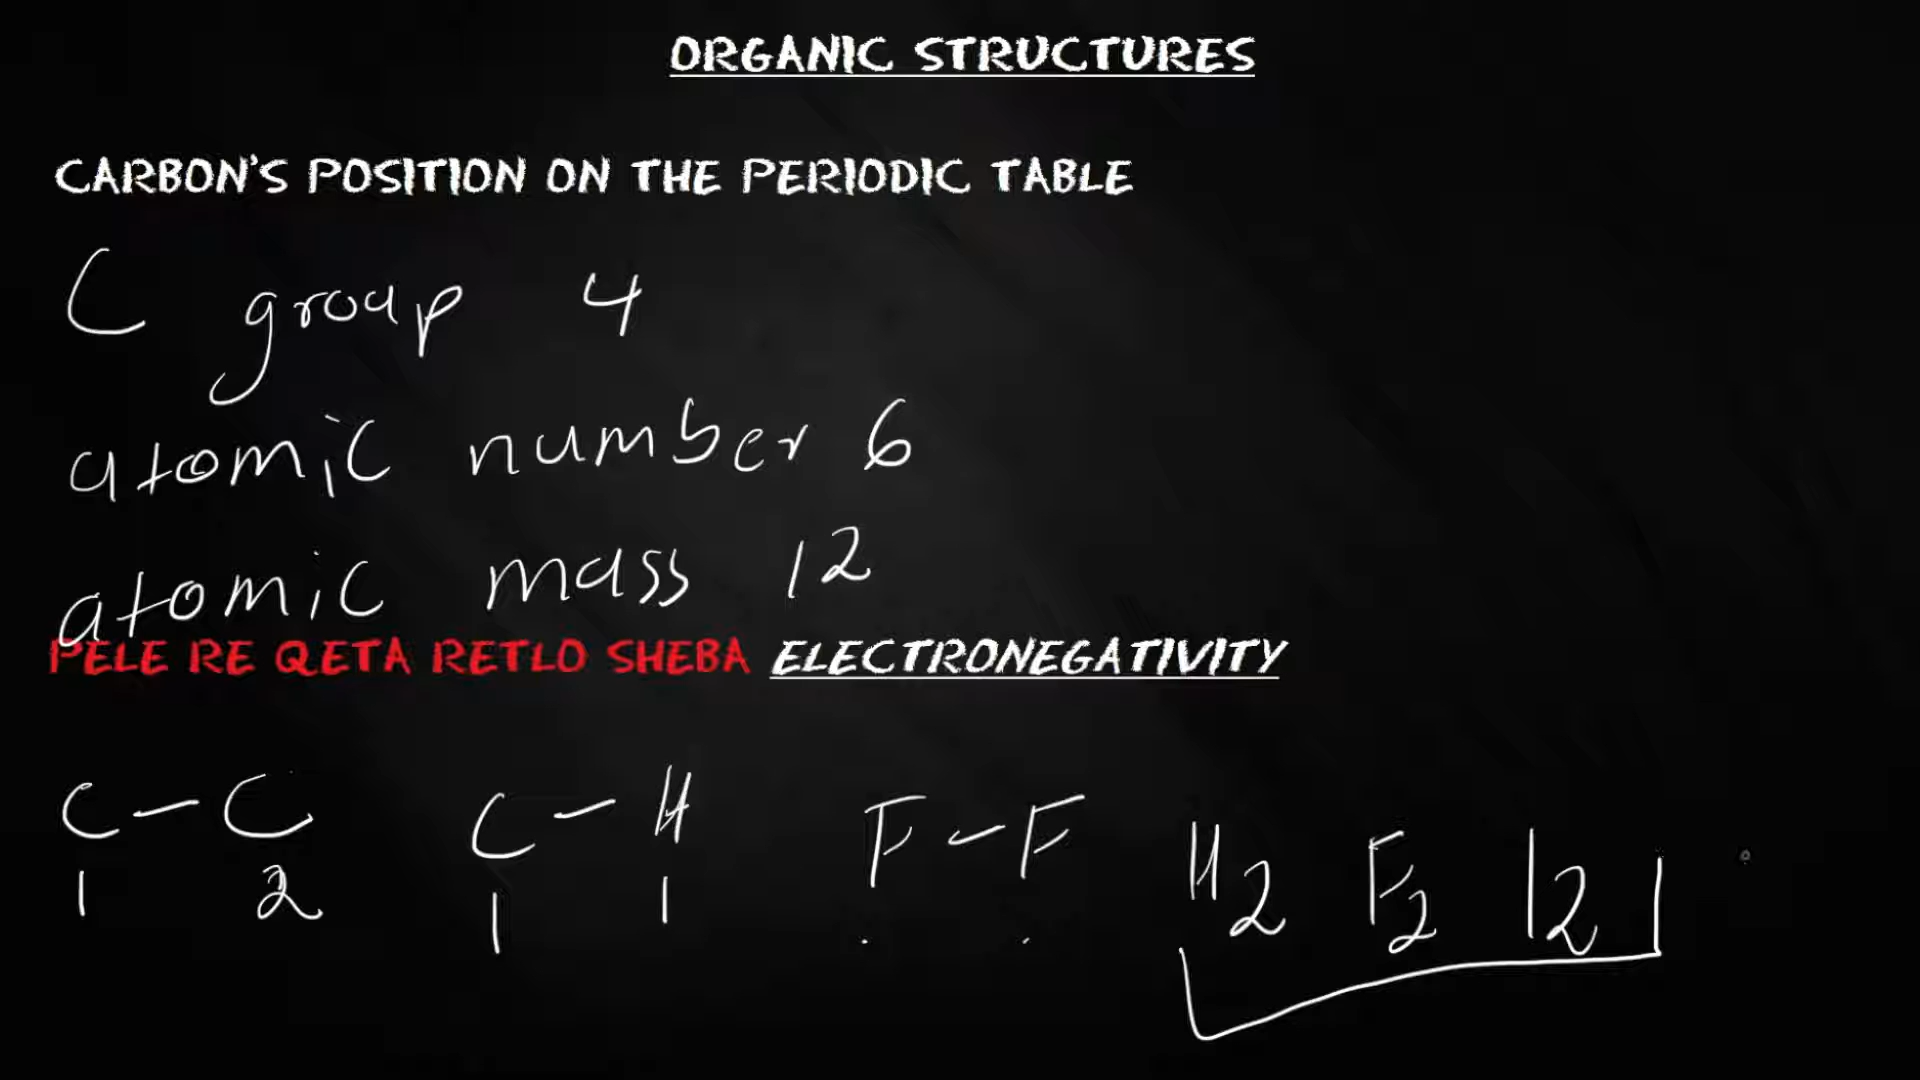 ORGANIC STRUCTURES
CARBON'S POSITION ON THE PERIODIC TABLE
C group 4
atomic number 6
atomic mass 12
PELE RE QETA RETLO SHEBA ELECTRONEGATIVITY
C-C C-H F-F H2 F2 I2
1 2 1 1